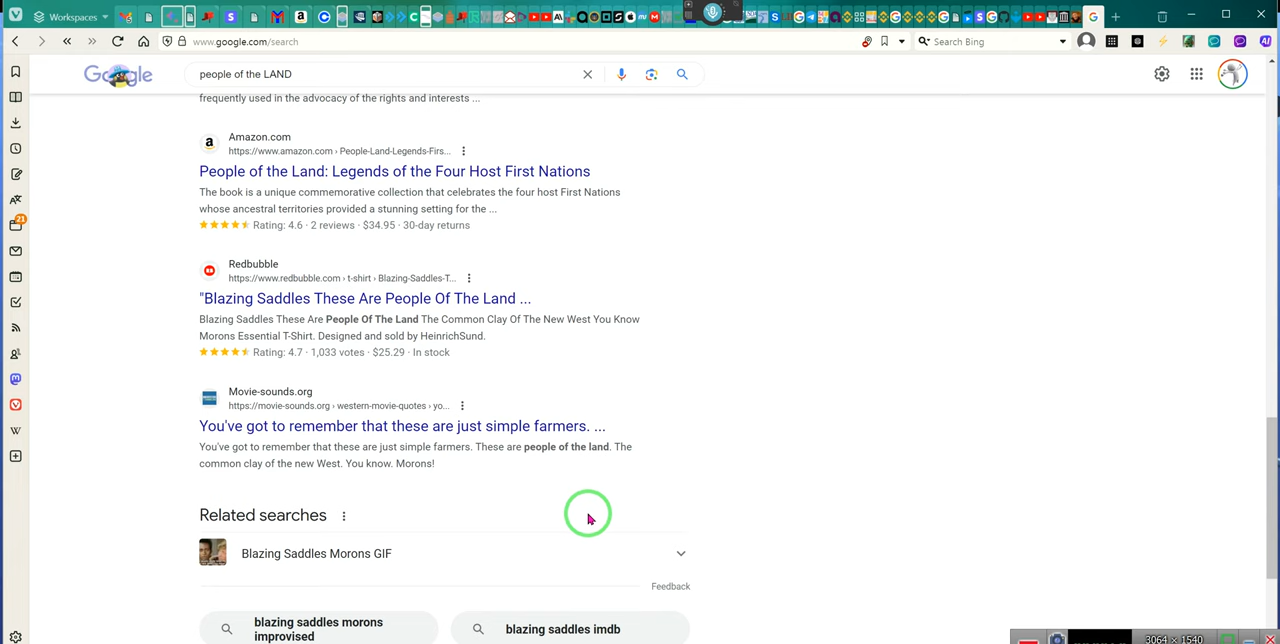 Workspaces
www.google.com/search
Search Bing
Google
people of the LAND
frequently used in the advocacy of the rights and interests ...
Amazon.com
https://www.amazon.com › People-Land-Legends-Firs...
People of the Land: Legends of the Four Host First Nations
The book is a unique commemorative collection that celebrates the four host First Nations
whose ancestral territories provided a stunning setting for the ...
Rating: 4.6 · 2 reviews · $34.95 · 30-day returns
Redbubble
https://www.redbubble.com › t-shirt › Blazing-Saddles-T...
"Blazing Saddles These Are People Of The Land ...
Blazing Saddles These Are People Of The Land The Common Clay Of The New West You Know
Morons Essential T-Shirt. Designed and sold by HeinrichSund.
Rating: 4.7 · 1,033 votes · $25.29 · In stock
Movie-sounds.org
https://movie-sounds.org › western-movie-quotes › yo...
You've got to remember that these are just simple farmers. ...
You've got to remember that these are just simple farmers. These are people of the land. The
common clay of the new West. You know. Morons!
Related searches
Blazing Saddles Morons GIF
Feedback
blazing saddles morons
improvised
blazing saddles imdb
21
3064 × 1540